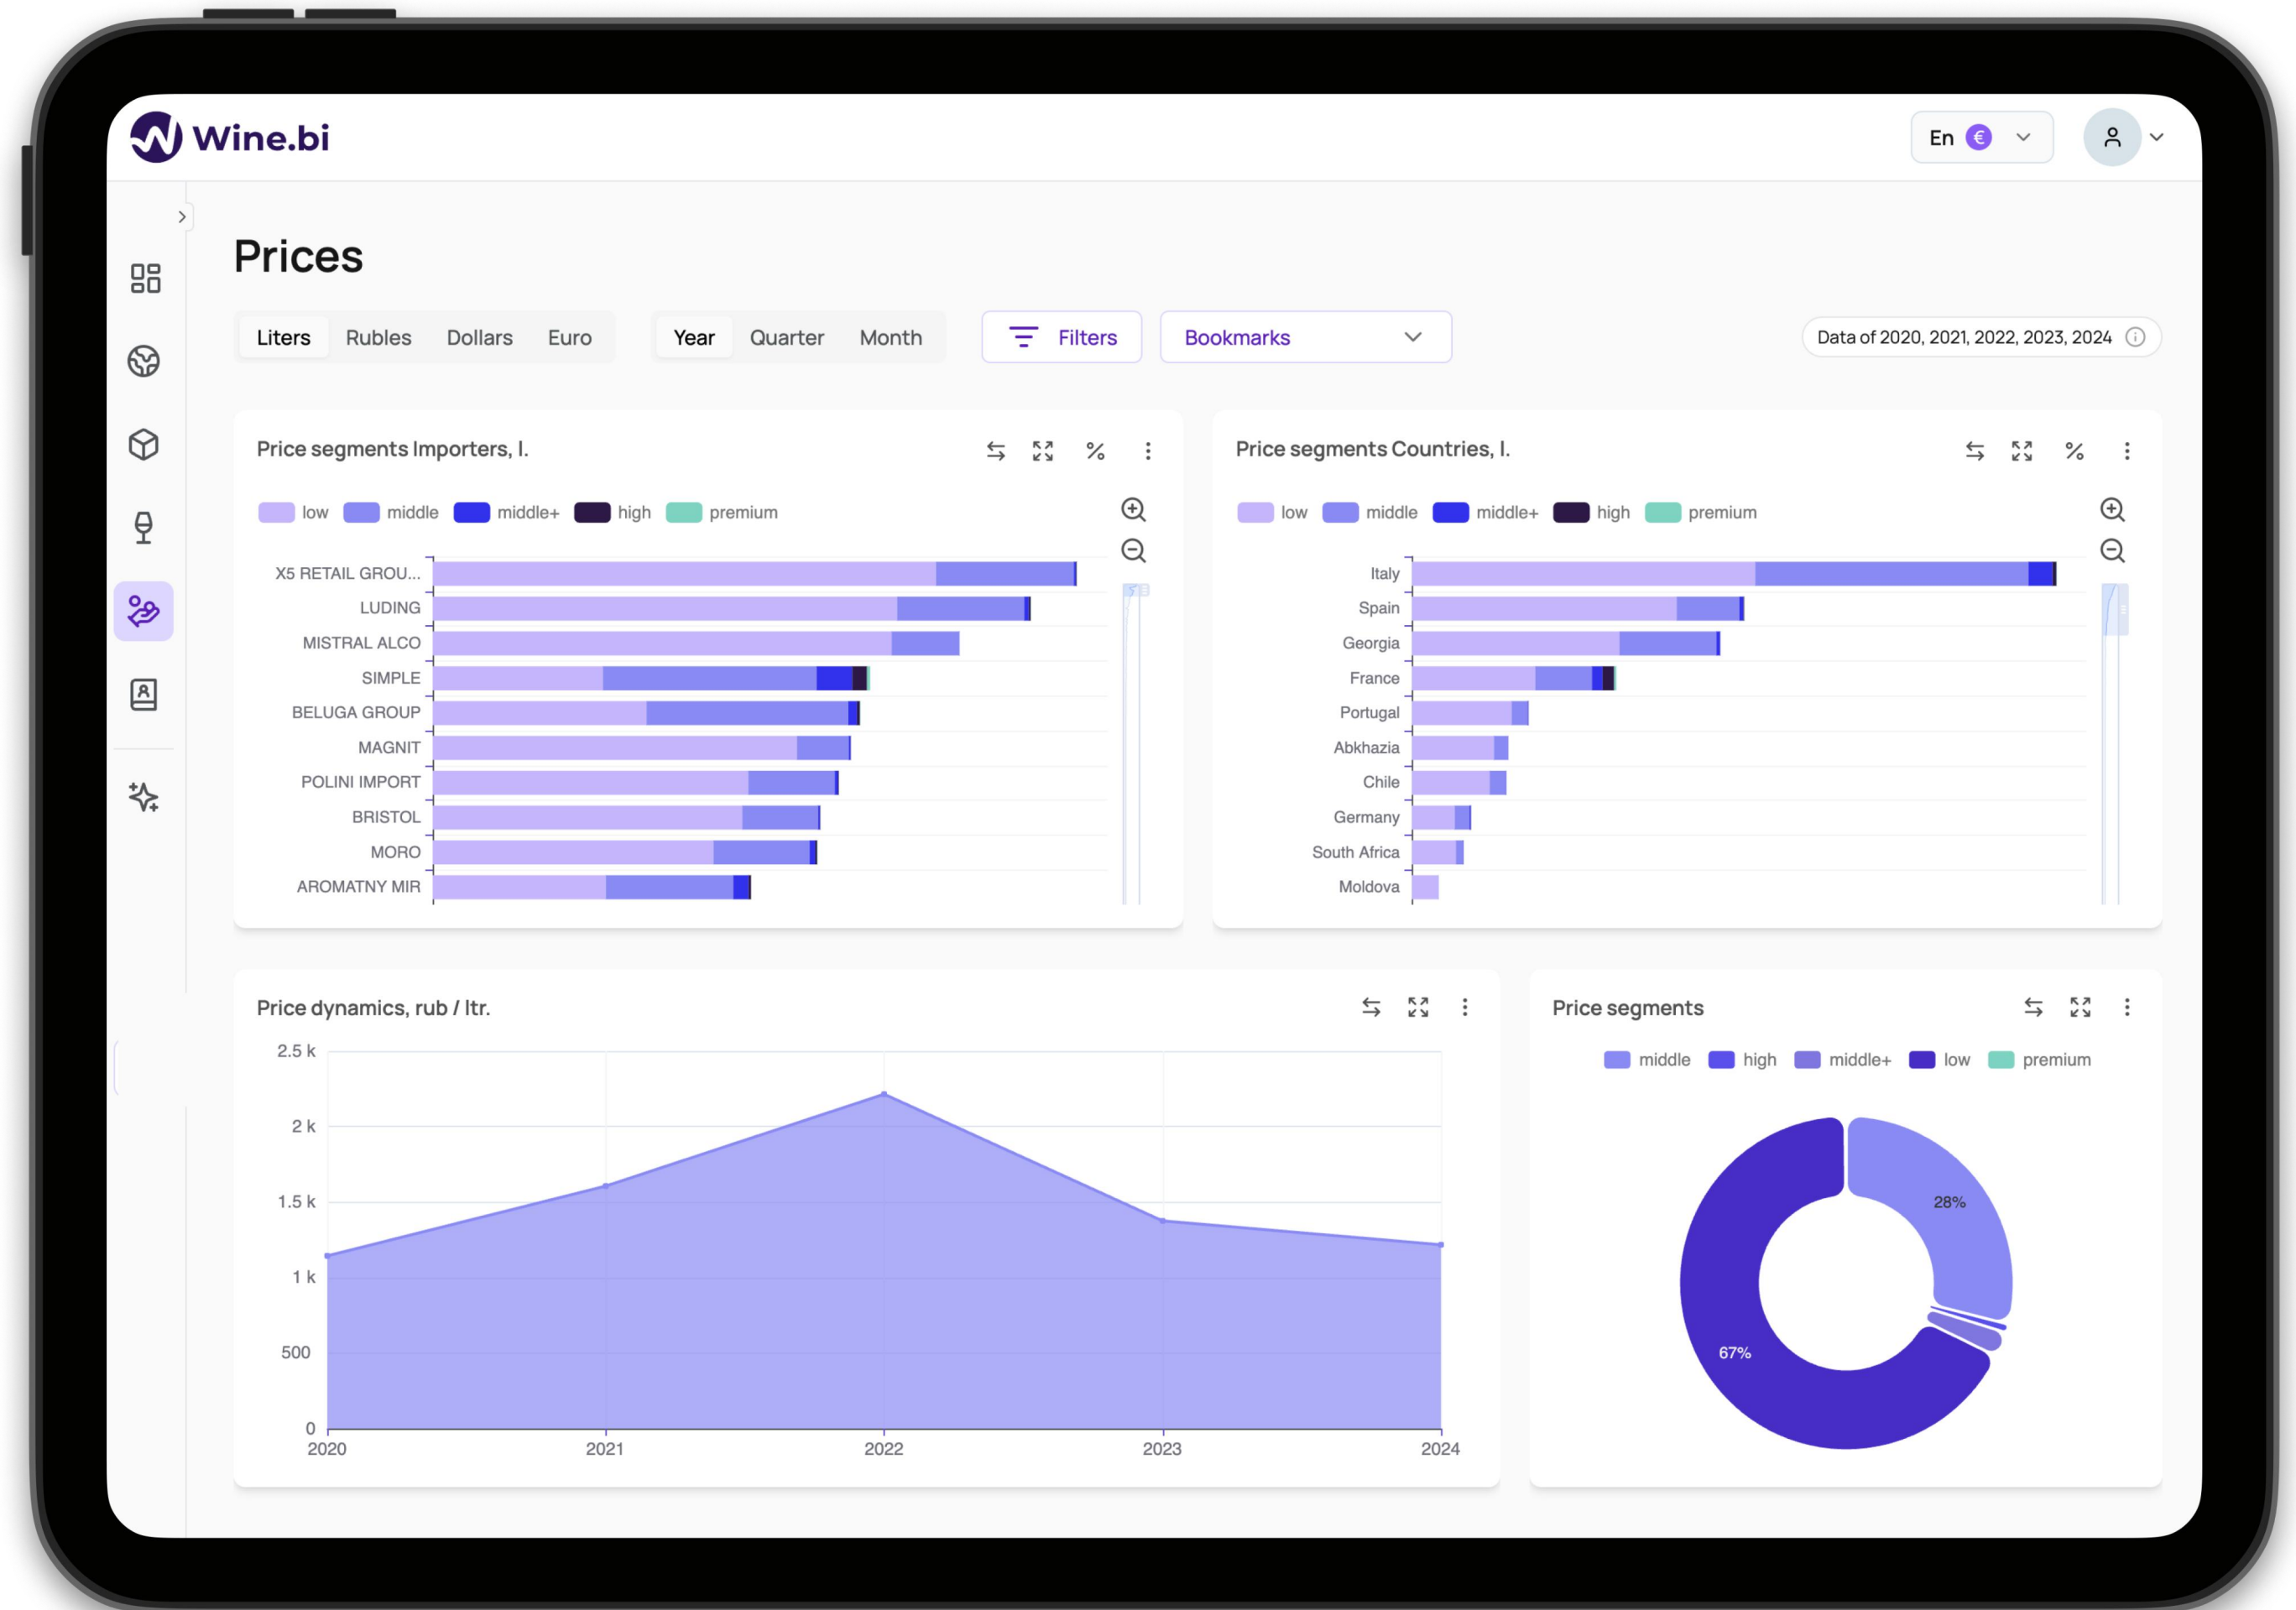 Wine.bi
En €
Prices
Liters Rubles Dollars Euro
Year Quarter Month
Filters
Bookmarks
Data of 2020, 2021, 2022, 2023, 2024
Price segments Importers, l.
low middle middle+ high premium
X5 RETAIL GROU...
LUDING
MISTRAL ALCO
SIMPLE
BELUGA GROUP
MAGNIT
POLINI IMPORT
BRISTOL
MORO
AROMATNY MIR
Price segments Countries, l.
low middle middle+ high premium
Italy
Spain
Georgia
France
Portugal
Abkhazia
Chile
Germany
South Africa
Moldova
Price dynamics, rub / ltr.
2.5 k
2 k
1.5 k
1 k
500
0
2020 2021 2022 2023 2024
Price segments
middle high middle+ low premium
28%
67%